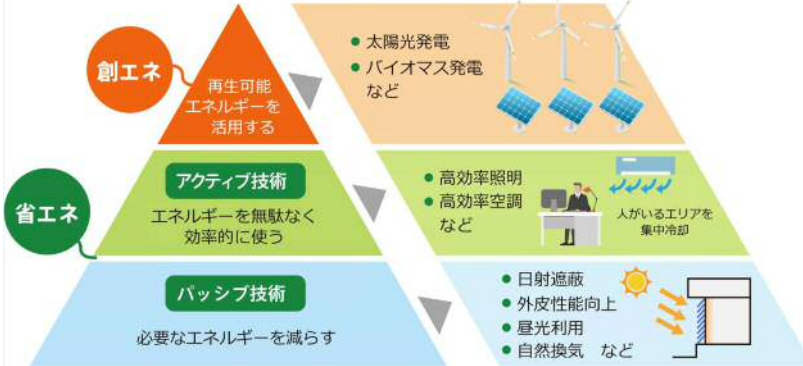 創エネ
再生可能
エネルギーを
活用する
● 太陽光発電
● バイオマス発電
など
省エネ
アクティブ技術
エネルギーを無駄なく
効率的に使う
● 高効率照明
● 高効率空調
など
人がいるエリアを
集中冷却
パッシブ技術
必要なエネルギーを減らす
● 日射遮蔽
● 外皮性能向上
● 昼光利用
● 自然換気 など